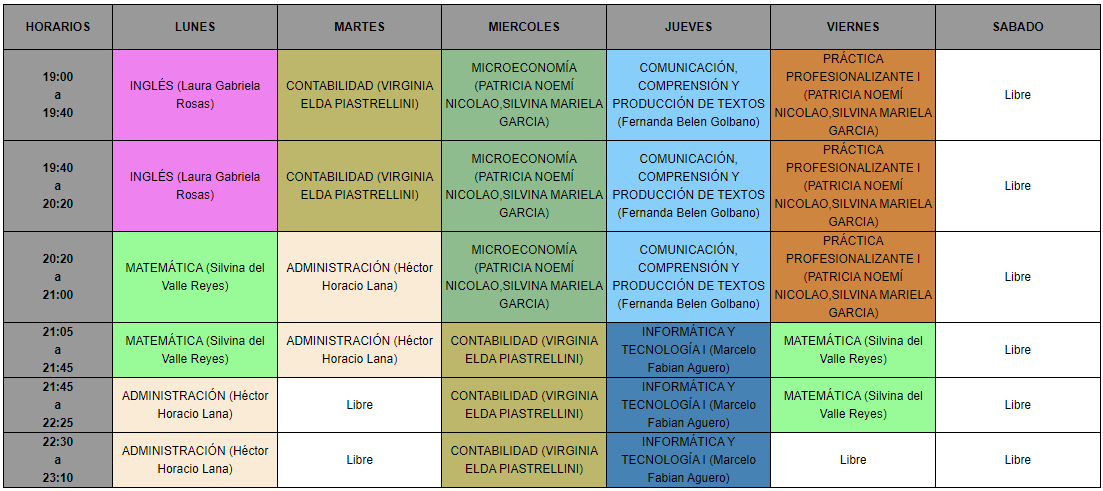 HORARIOS LUNES MARTES MIERCOLES JUEVES VIERNES SABADO
19:00
a
19:40
INGLÉS (Laura Gabriela
Rosas)
CONTABILIDAD (VIRGINIA
ELDA PIASTRELLINI)
MICROECONOMÍA
(PATRICIA NOEMÍ
NICOLAO,SILVINA MARIELA
GARCIA)
COMUNICACIÓN,
COMPRENSIÓN Y
PRODUCCIÓN DE TEXTOS
(Fernanda Belen Golbano)
PRÁCTICA
PROFESIONALIZANTE I
(PATRICIA NOEMÍ
NICOLAO,SILVINA MARIELA
GARCIA)
Libre
19:40
a
20:20
INGLÉS (Laura Gabriela
Rosas)
CONTABILIDAD (VIRGINIA
ELDA PIASTRELLINI)
MICROECONOMÍA
(PATRICIA NOEMÍ
NICOLAO,SILVINA MARIELA
GARCIA)
COMUNICACIÓN,
COMPRENSIÓN Y
PRODUCCIÓN DE TEXTOS
(Fernanda Belen Golbano)
PRÁCTICA
PROFESIONALIZANTE I
(PATRICIA NOEMÍ
NICOLAO,SILVINA MARIELA
GARCIA)
Libre
20:20
a
21:00
MATEMÁTICA (Silvina del
Valle Reyes)
ADMINISTRACIÓN (Héctor
Horacio Lana)
MICROECONOMÍA
(PATRICIA NOEMÍ
NICOLAO,SILVINA MARIELA
GARCIA)
COMUNICACIÓN,
COMPRENSIÓN Y
PRODUCCIÓN DE TEXTOS
(Fernanda Belen Golbano)
PRÁCTICA
PROFESIONALIZANTE I
(PATRICIA NOEMÍ
NICOLAO,SILVINA MARIELA
GARCIA)
Libre
21:05
a
21:45
MATEMÁTICA (Silvina del
Valle Reyes)
ADMINISTRACIÓN (Héctor
Horacio Lana)
CONTABILIDAD (VIRGINIA
ELDA PIASTRELLINI)
INFORMÁTICA Y
TECNOLOGÍA I (Marcelo
Fabian Aguero)
MATEMÁTICA (Silvina del
Valle Reyes)
Libre
21:45
a
22:25
ADMINISTRACIÓN (Héctor
Horacio Lana)
Libre
CONTABILIDAD (VIRGINIA
ELDA PIASTRELLINI)
INFORMÁTICA Y
TECNOLOGÍA I (Marcelo
Fabian Aguero)
MATEMÁTICA (Silvina del
Valle Reyes)
Libre
22:30
a
23:10
ADMINISTRACIÓN (Héctor
Horacio Lana)
Libre
CONTABILIDAD (VIRGINIA
ELDA PIASTRELLINI)
INFORMÁTICA Y
TECNOLOGÍA I (Marcelo
Fabian Aguero)
Libre
Libre